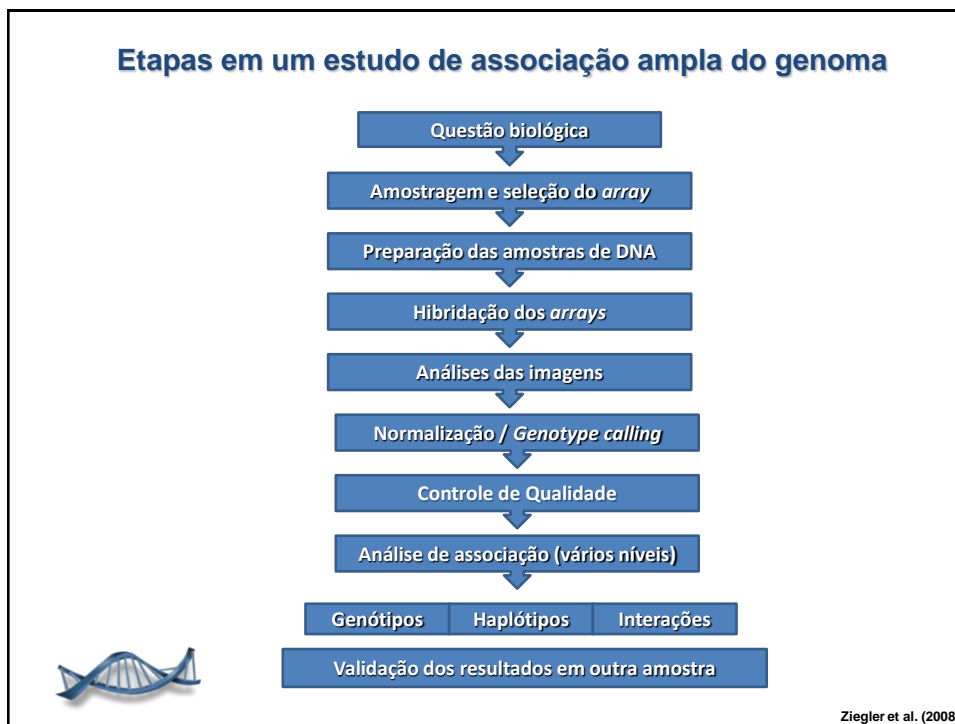 Etapas em um estudo de associação ampla do genoma
Questão biológica
Amostragem e seleção do array
Preparação das amostras de DNA
Hibridação dos arrays
Análises das imagens
Normalização / Genotype calling
Controle de Qualidade
Análise de associação (vários níveis)
Genótipos Haplótipos Interações
Validação dos resultados em outra amostra
Ziegler et al. (2008